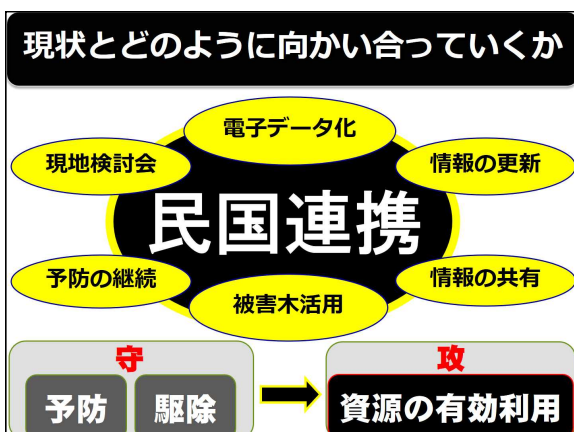 現状とどのように向かい合っていくか
電子データ化
現地検討会
情報の更新
民国連携
予防の継続
情報の共有
被害木活用
守
攻
予防
駆除
資源の有効利用